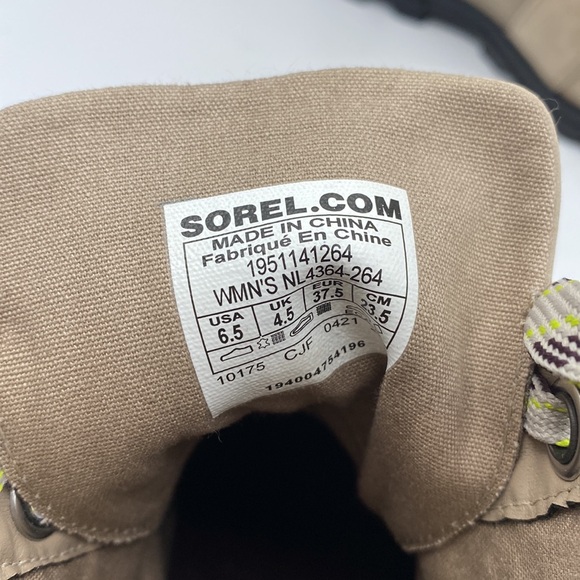 SOREL.COM
MADE IN CHINA
Fabriqué En Chine
1951141264
WMN'S NL4364-264
USA UK EUR CM
6.5 4.5 37.5 23.5
10175 CJF 0421
194004754196